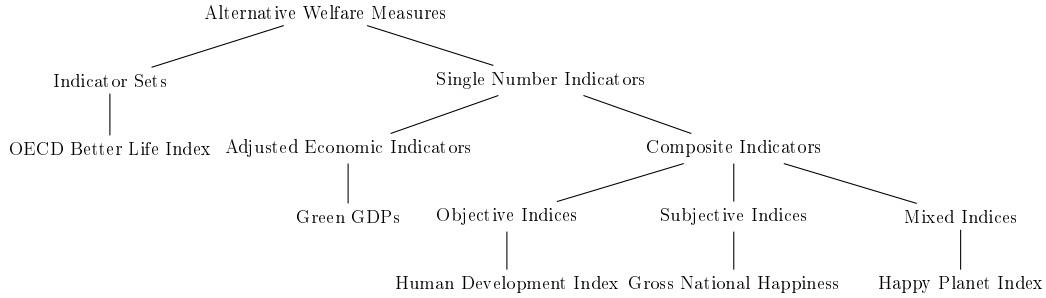 Alternative Welfare Measures
Indicator Sets
Single Number Indicators
OECD Better Life Index
Adjusted Economic Indicators
Composite Indicators
Green GDPs
Objective Indices
Subjective Indices
Mixed Indices
Human Development Index
Gross National Happiness
Happy Planet Index